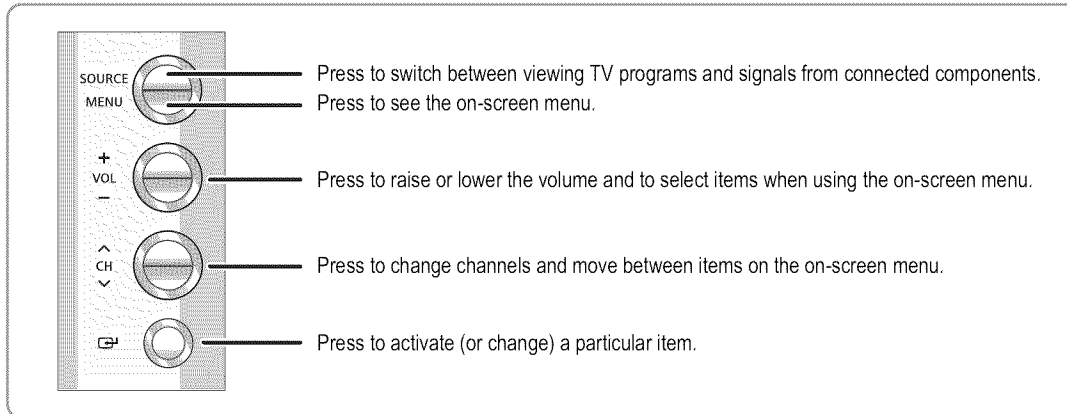 SOURCE
Press to switch between viewing TV programs and signals from connected components.
MENU
Press to see the on-screen menu.
+
VOL
−
Press to raise or lower the volume and to select items when using the on-screen menu.
CH
Press to change channels and move between items on the on-screen menu.
Press to activate (or change) a particular item.